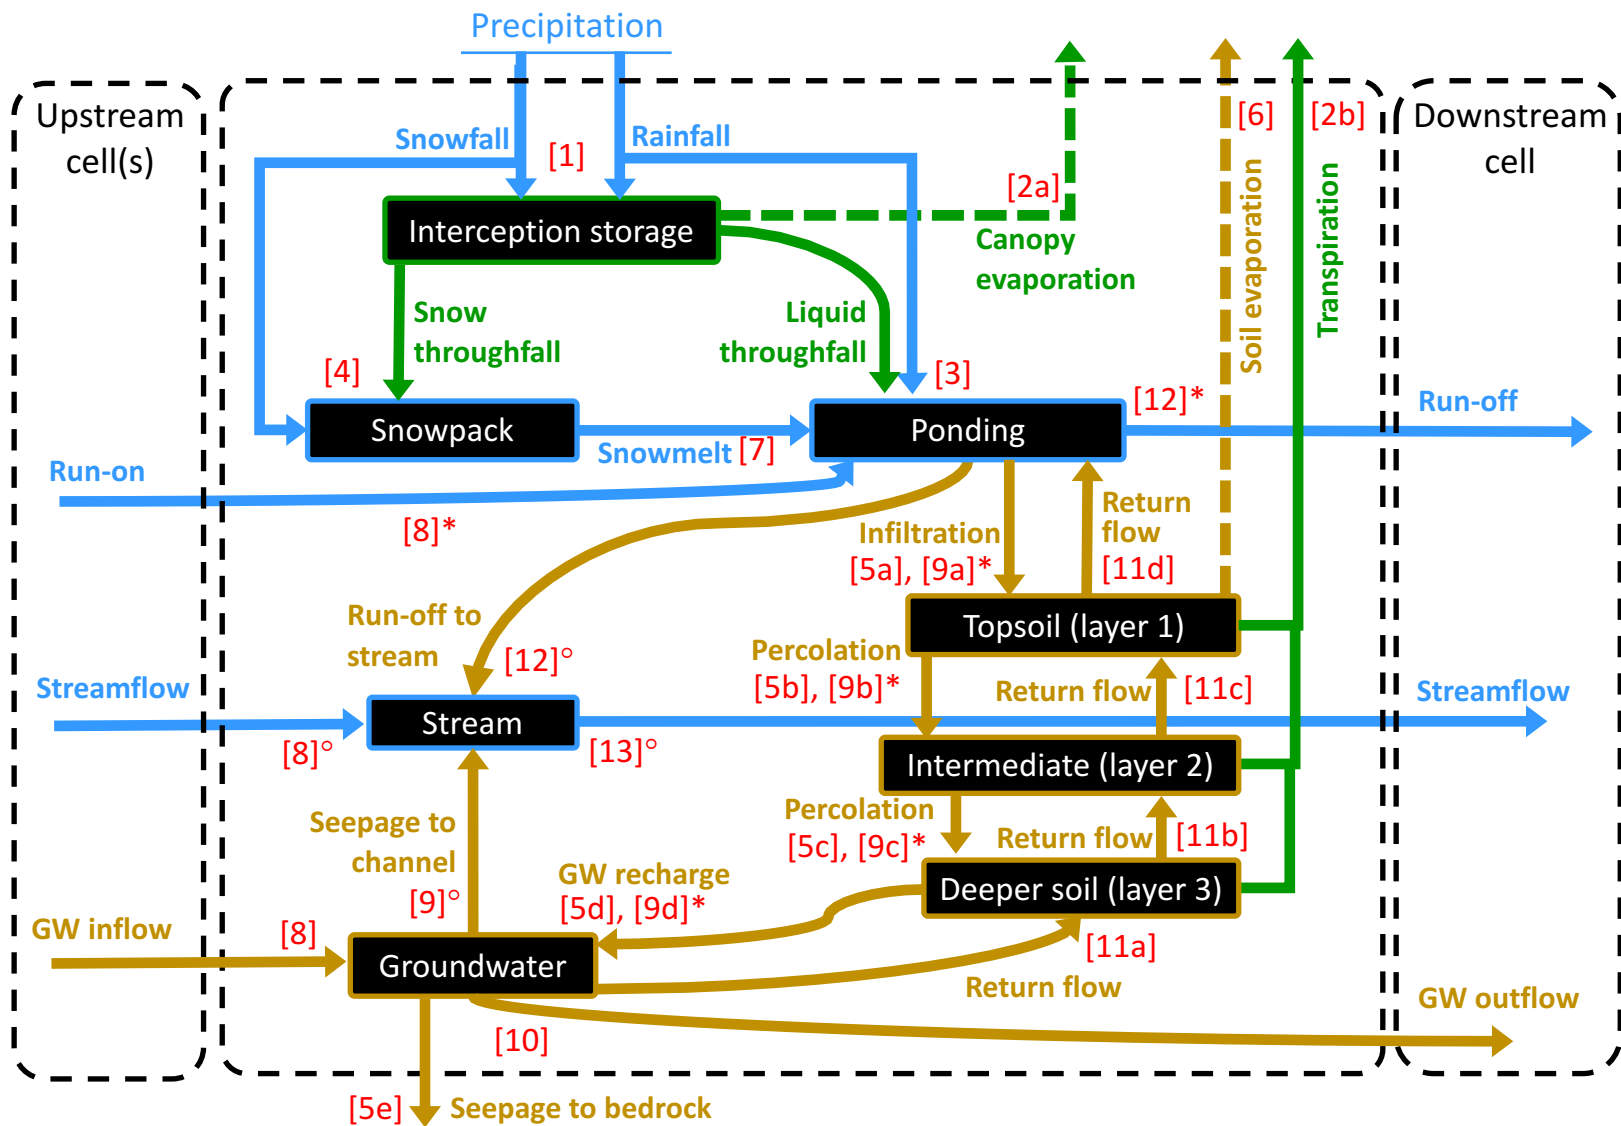 Precipitation
Upstream
cell(s)
Downstream
cell
Snowfall
[1]
Rainfall
[2a]
[6]
[2b]
Interception storage
Canopy
evaporation
Soil evaporation
Transpiration
Snow
throughfall
Liquid
throughfall
[4]
[3]
[12]*
Snowpack
Ponding
Run-off
Snowmelt [7]
Run-on
[8]*
Infiltration
[5a], [9a]*
Return
flow
[11d]
Run-off to
stream
[12]°
Topsoil (layer 1)
Percolation
[5b], [9b]*
Return flow
[11c]
Streamflow
Streamflow
[8]°
Stream
[13]°
Intermediate (layer 2)
Percolation
[5c], [9c]*
Return flow
[11b]
Seepage to
channel
[9]°
GW recharge
[5d], [9d]*
Deeper soil (layer 3)
GW inflow
[8]
Groundwater
[11a]
Return flow
GW outflow
[10]
[5e]
Seepage to bedrock